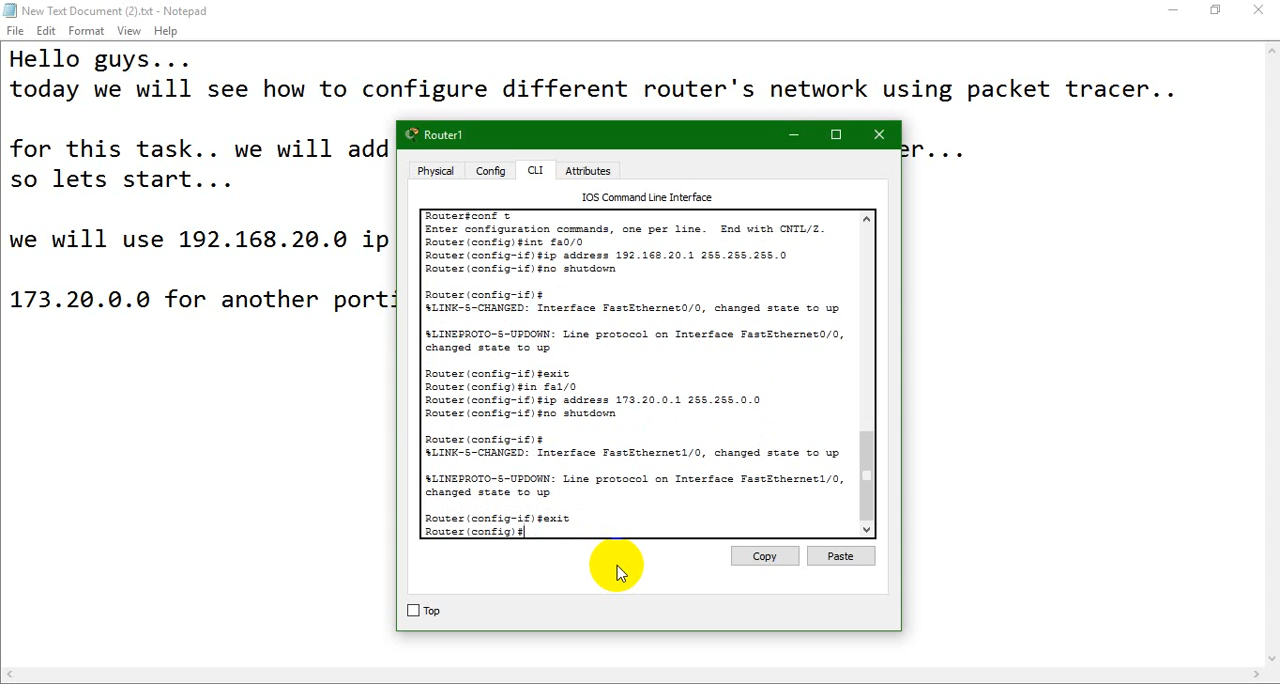 New Text Document (2).txt - Notepad
File Edit Format View Help
Hello guys...
today we will see how to configure different router's network using packet tracer..
for this task.. we will add
er...
so lets start...
we will use 192.168.20.0 ip
173.20.0.0 for another porti
Router1
Physical Config CLI Attributes
IOS Command Line Interface
Router#conf t
Enter configuration commands, one per line. End with CNTL/Z.
Router(config)#int fa0/0
Router(config-if)#ip address 192.168.20.1 255.255.255.0
Router(config-if)#no shutdown
Router(config-if)#
%LINK-5-CHANGED: Interface FastEthernet0/0, changed state to up
%LINEPROTO-5-UPDOWN: Line protocol on Interface FastEthernet0/0,
changed state to up
Router(config-if)#exit
Router(config)#in fa1/0
Router(config-if)#ip address 173.20.0.1 255.255.0.0
Router(config-if)#no shutdown
Router(config-if)#
%LINK-5-CHANGED: Interface FastEthernet1/0, changed state to up
%LINEPROTO-5-UPDOWN: Line protocol on Interface FastEthernet1/0,
changed state to up
Router(config-if)#exit
Router(config)#
Copy Paste
Top